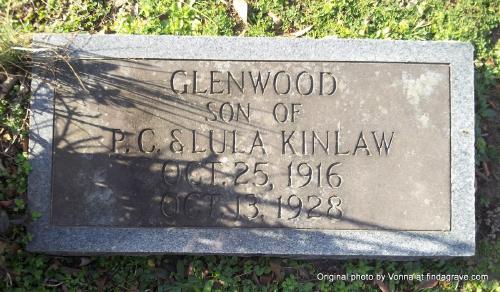 GLENWOOD
SON OF
P. C. & LULA KINLAW
OCT. 25, 1916
OCT. 13, 1928
Original photo by Vonna at findagrave.com